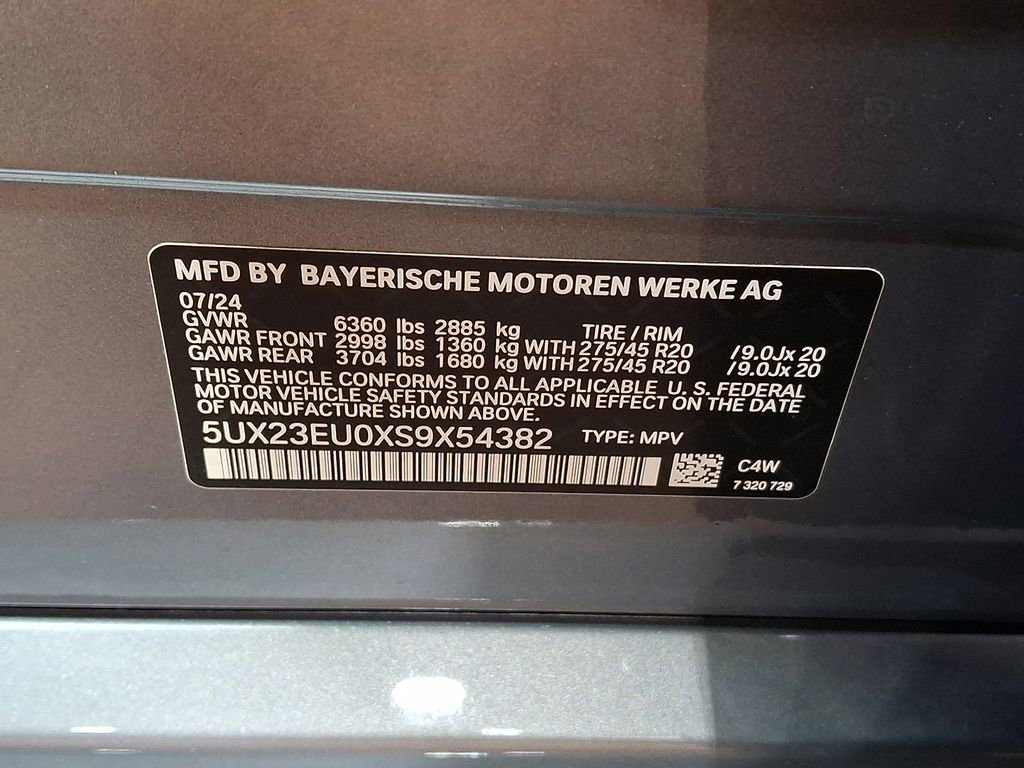 MFD BY BAYERISCHE MOTOREN WERKE AG
07/24
GVWR 6360 lbs 2885 kg TIRE / RIM
GAWR FRONT 2998 lbs 1360 kg WITH 275/45 R20 /9.0Jx 20
GAWR REAR 3704 lbs 1680 kg WITH 275/45 R20 /9.0Jx 20
THIS VEHICLE CONFORMS TO ALL APPLICABLE U. S. FEDERAL
MOTOR VEHICLE SAFETY STANDARDS IN EFFECT ON THE DATE
OF MANUFACTURE SHOWN ABOVE.
5UX23EU0XS9X54382 TYPE: MPV
C4W
7 320 729